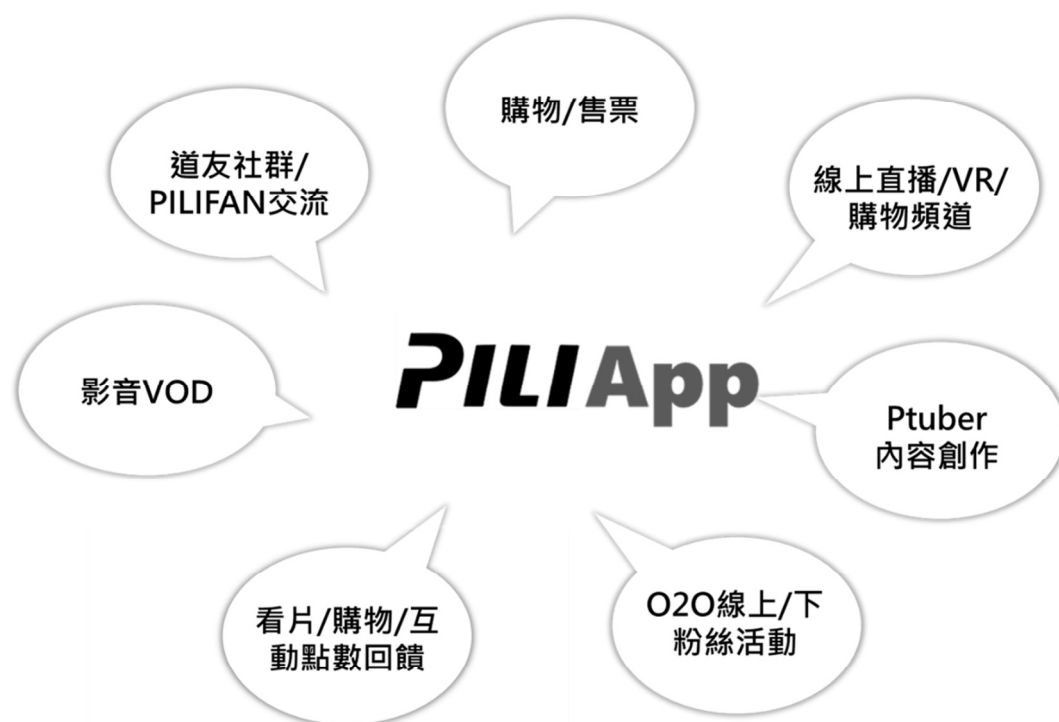 購物/售票
道友社群/
PILIFAN交流
線上直播/VR/
購物頻道
影音VOD
PILI App
Ptuber
內容創作
看片/購物/互
動點數回饋
O2O線上/下
粉絲活動